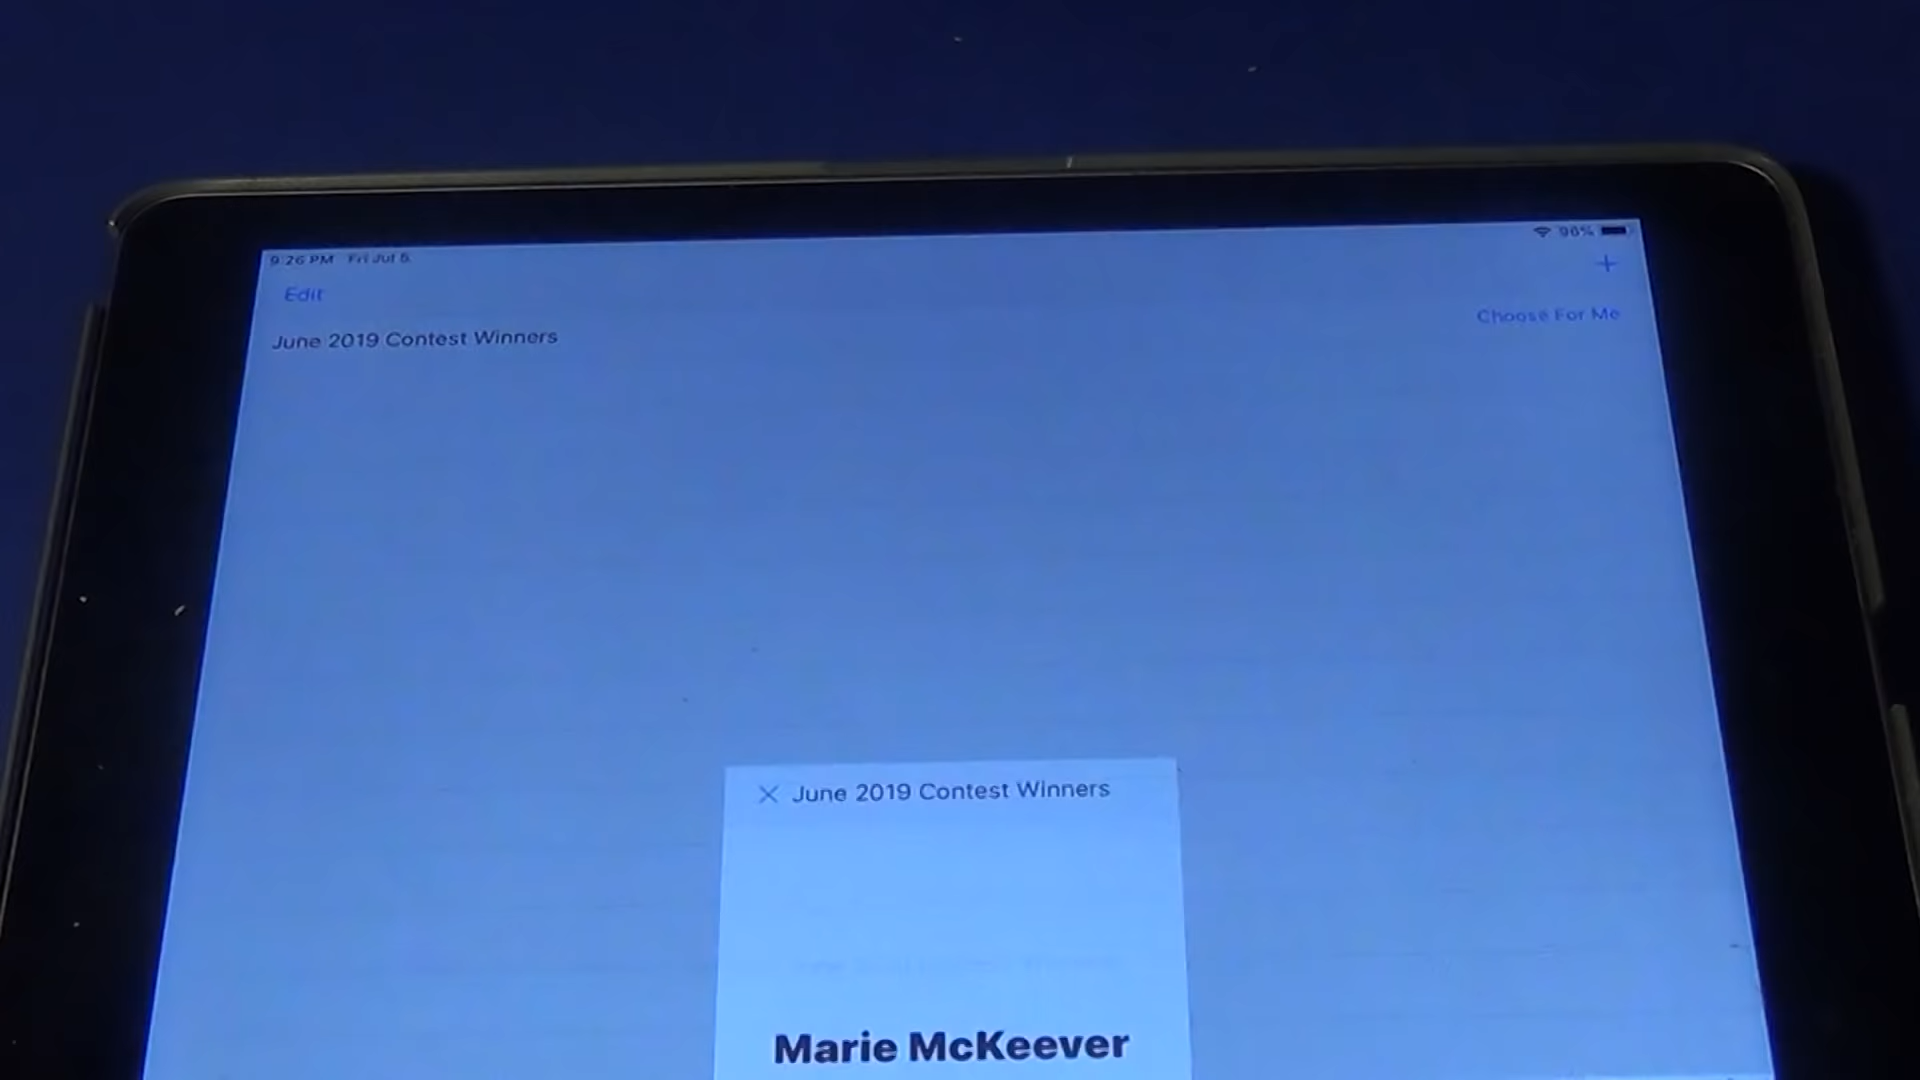 9:26 PM Fri Jul 5
96%
Edit
Choose For Me
June 2019 Contest Winners
June 2019 Contest Winners
Marie McKeever